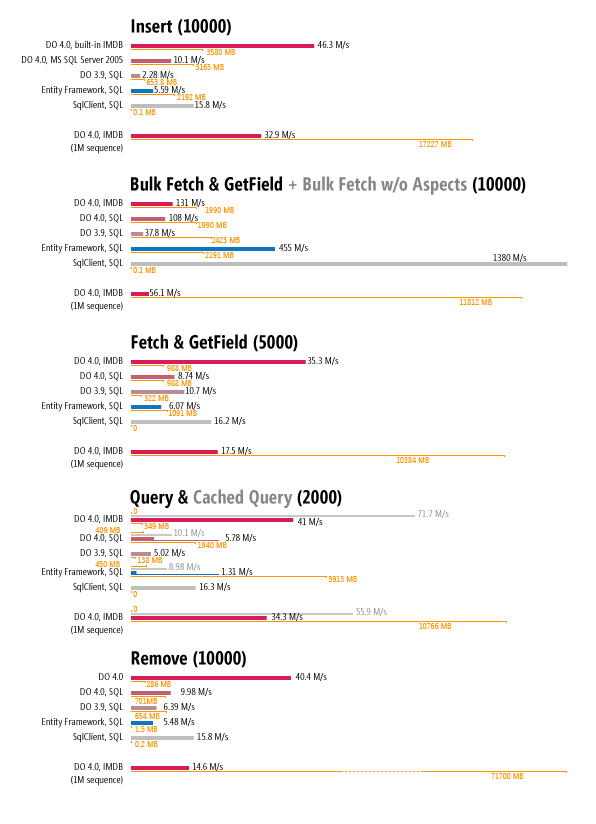 Insert (10000)
DO 4.0, built-in IMDB 46.3 M/s
3580 MB
DO 4.0, MS SQL Server 2005 10.1 M/s
3165 MB
DO 3.9, SQL 2.28 M/s
653.8 MB
Entity Framework, SQL 5.59 M/s
2192 MB
SqlClient, SQL 15.8 M/s
0.1 MB
DO 4.0, IMDB 32.9 M/s
(1M sequence) 17227 MB
Bulk Fetch & GetField + Bulk Fetch w/o Aspects (10000)
DO 4.0, IMDB 131 M/s
1990 MB
DO 4.0, SQL 108 M/s
1990 MB
DO 3.9, SQL 37.8 M/s
2423 MB
Entity Framework, SQL 455 M/s
2191 MB
SqlClient, SQL 1380 M/s
0.1 MB
DO 4.0, IMDB 56.1 M/s
(1M sequence) 11812 MB
Fetch & GetField (5000)
DO 4.0, IMDB 35.3 M/s
988 MB
DO 4.0, SQL 8.74 M/s
988 MB
DO 3.9, SQL 10.7 M/s
322 MB
Entity Framework, SQL 6.07 M/s
1091 MB
SqlClient, SQL 16.2 M/s
0
DO 4.0, IMDB 17.5 M/s
(1M sequence) 10384 MB
Query & Cached Query (2000)
0 71.7 M/s
DO 4.0, IMDB 41 M/s
349 MB
409 MB 10.1 M/s
DO 4.0, SQL 5.78 M/s
1940 MB
DO 3.9, SQL 5.02 M/s
138 MB
450 MB 8.98 M/s
Entity Framework, SQL 1.31 M/s
5913 MB
SqlClient, SQL 16.3 M/s
0
0 55.9 M/s
DO 4.0, IMDB 34.3 M/s
(1M sequence) 10766 MB
Remove (10000)
DO 4.0 40.4 M/s
286 MB
DO 4.0, SQL 9.98 M/s
701MB
DO 3.9, SQL 6.39 M/s
654 MB
Entity Framework, SQL 5.48 M/s
1.5 MB
SqlClient, SQL 15.8 M/s
0.2 MB
DO 4.0, IMDB 14.6 M/s
(1M sequence) 71700 MB